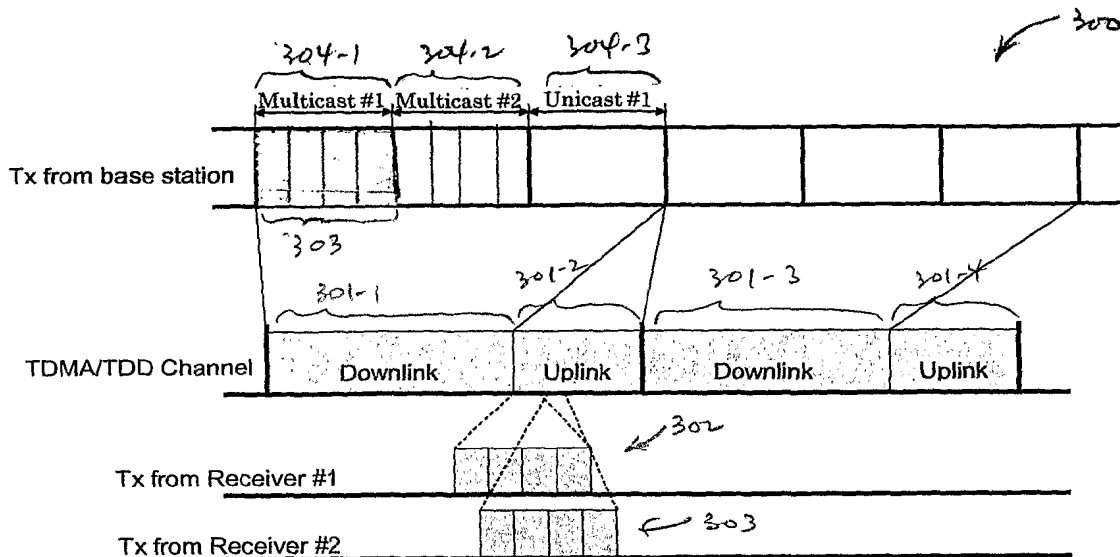 300
304-1 304-2 304-3
Multicast #1 Multicast #2 Unicast #1
Tx from base station
303
301-1 301-2 301-3 301-4
TDMA/TDD Channel Downlink Uplink Downlink Uplink
302
Tx from Receiver #1
303
Tx from Receiver #2